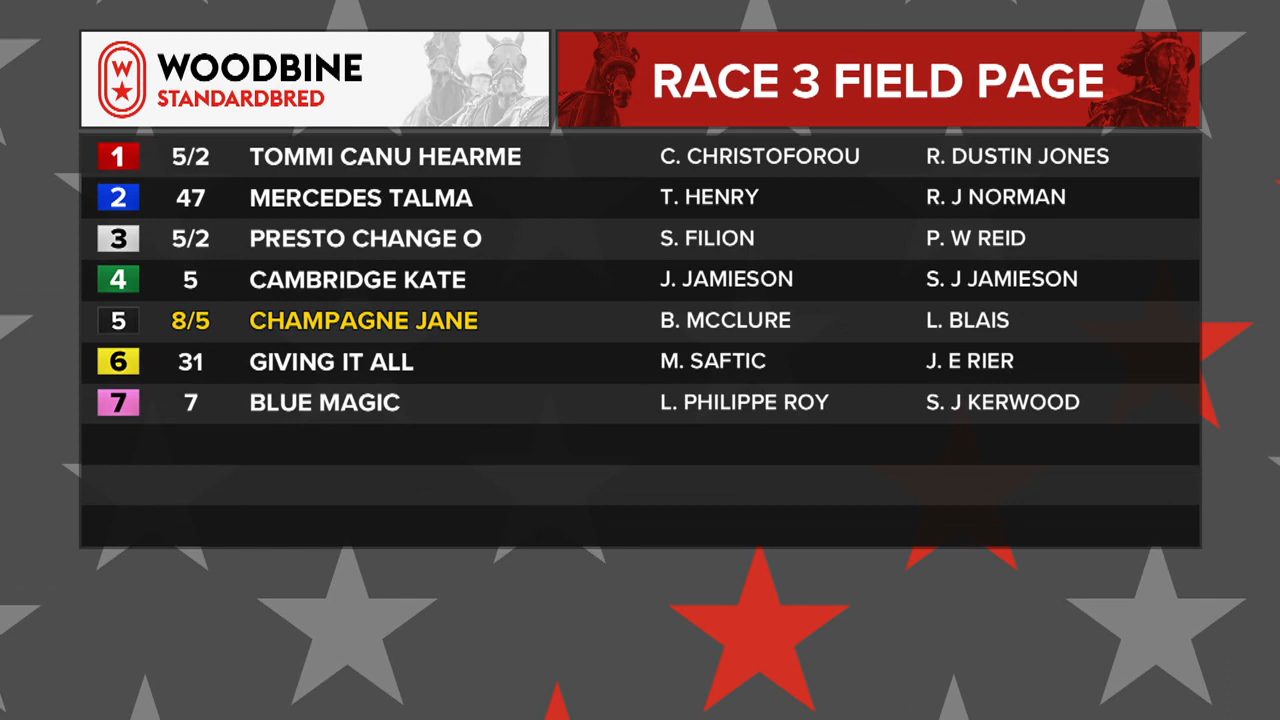 W
WOODBINE
STANDARDBRED
RACE 3 FIELD PAGE
1 5/2 TOMMI CANU HEARME C. CHRISTOFOROU R. DUSTIN JONES
2 47 MERCEDES TALMA T. HENRY R. J NORMAN
3 5/2 PRESTO CHANGE O S. FILION P. W REID
4 5 CAMBRIDGE KATE J. JAMIESON S. J JAMIESON
5 8/5 CHAMPAGNE JANE B. MCCLURE L. BLAIS
6 31 GIVING IT ALL M. SAFTIC J. E RIER
7 7 BLUE MAGIC L. PHILIPPE ROY S. J KERWOOD